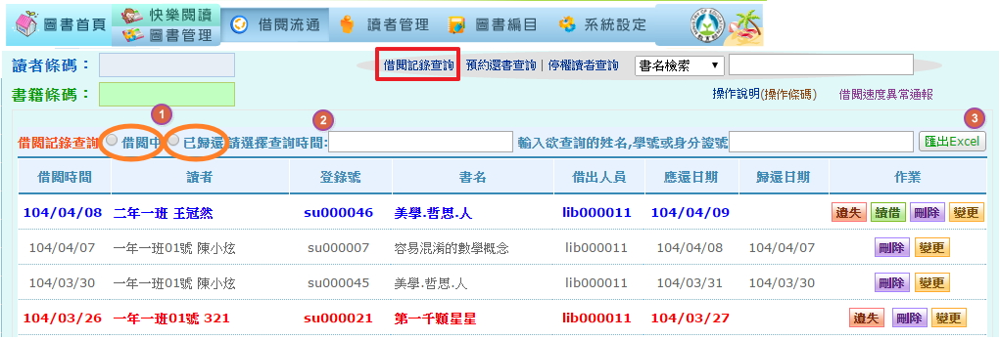 圖書首頁 快樂閱讀 圖書管理 借閱流通 讀者管理 圖書編目 系統設定
讀者條碼： 借閱記錄查詢 預約還書查詢｜停權讀者查詢 書名檢索
書籍條碼： 操作說明(操作條碼) 借閱速度異常通報
1 2 3
借閱記錄查詢 借閱中 已歸還 請選擇查詢時間: 輸入欲查詢的姓名,學號或身分證號 匯出Excel
借閱時間 讀者 登錄號 書名 借出人員 應還日期 歸還日期 作業
104/04/08 二年一班 王冠然 su000046 美學.哲思.人 lib000011 104/04/09 遺失 續借 刪除 變更
104/04/07 一年一班01號 陳小炫 su000007 容易混淆的數學概念 lib000011 104/04/08 104/04/07 刪除 變更
104/03/30 一年一班01號 陳小炫 su000045 美學.哲思.人 lib000011 104/03/31 104/03/30 刪除 變更
104/03/26 一年一班01號 321 su000021 第一千顆星星 lib000011 104/03/27 遺失 刪除 變更